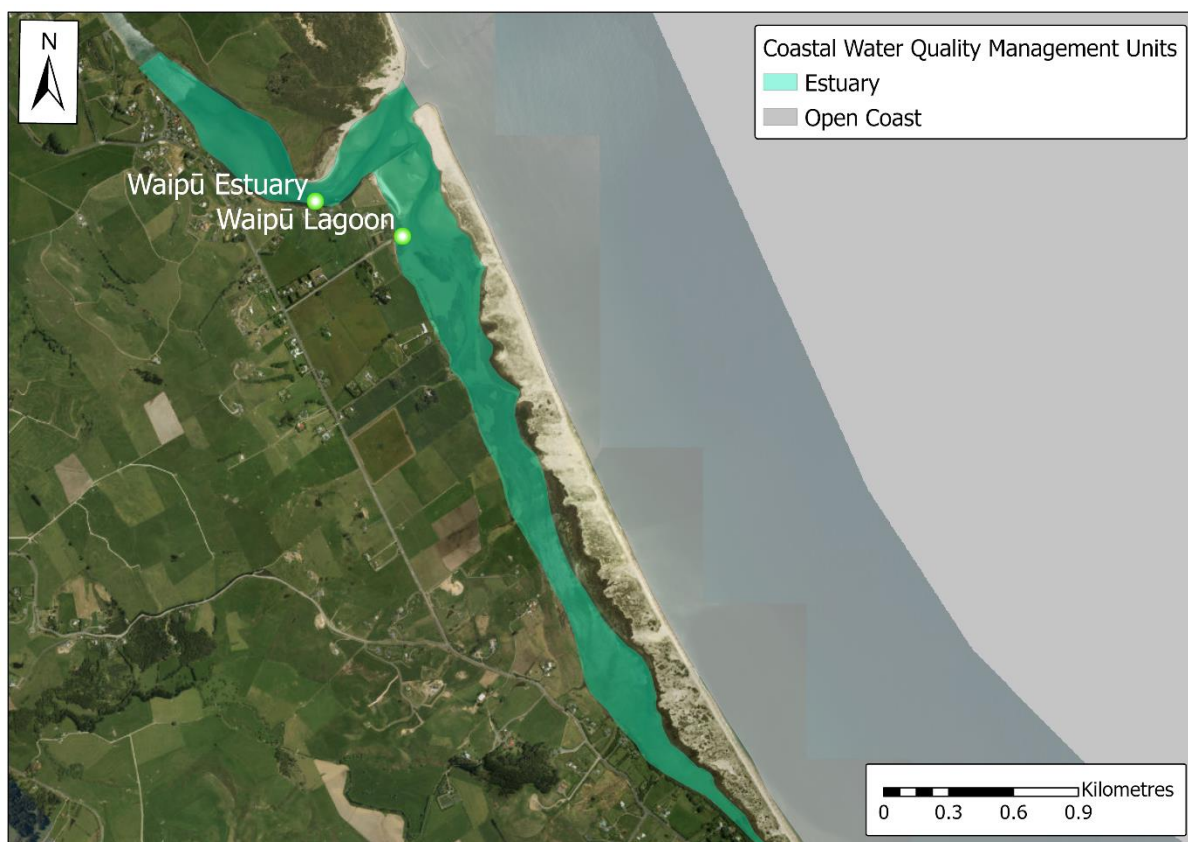 N
Coastal Water Quality Management Units
Estuary
Open Coast
Waipū Estuary
Waipū Lagoon
Kilometres
0 0.3 0.6 0.9